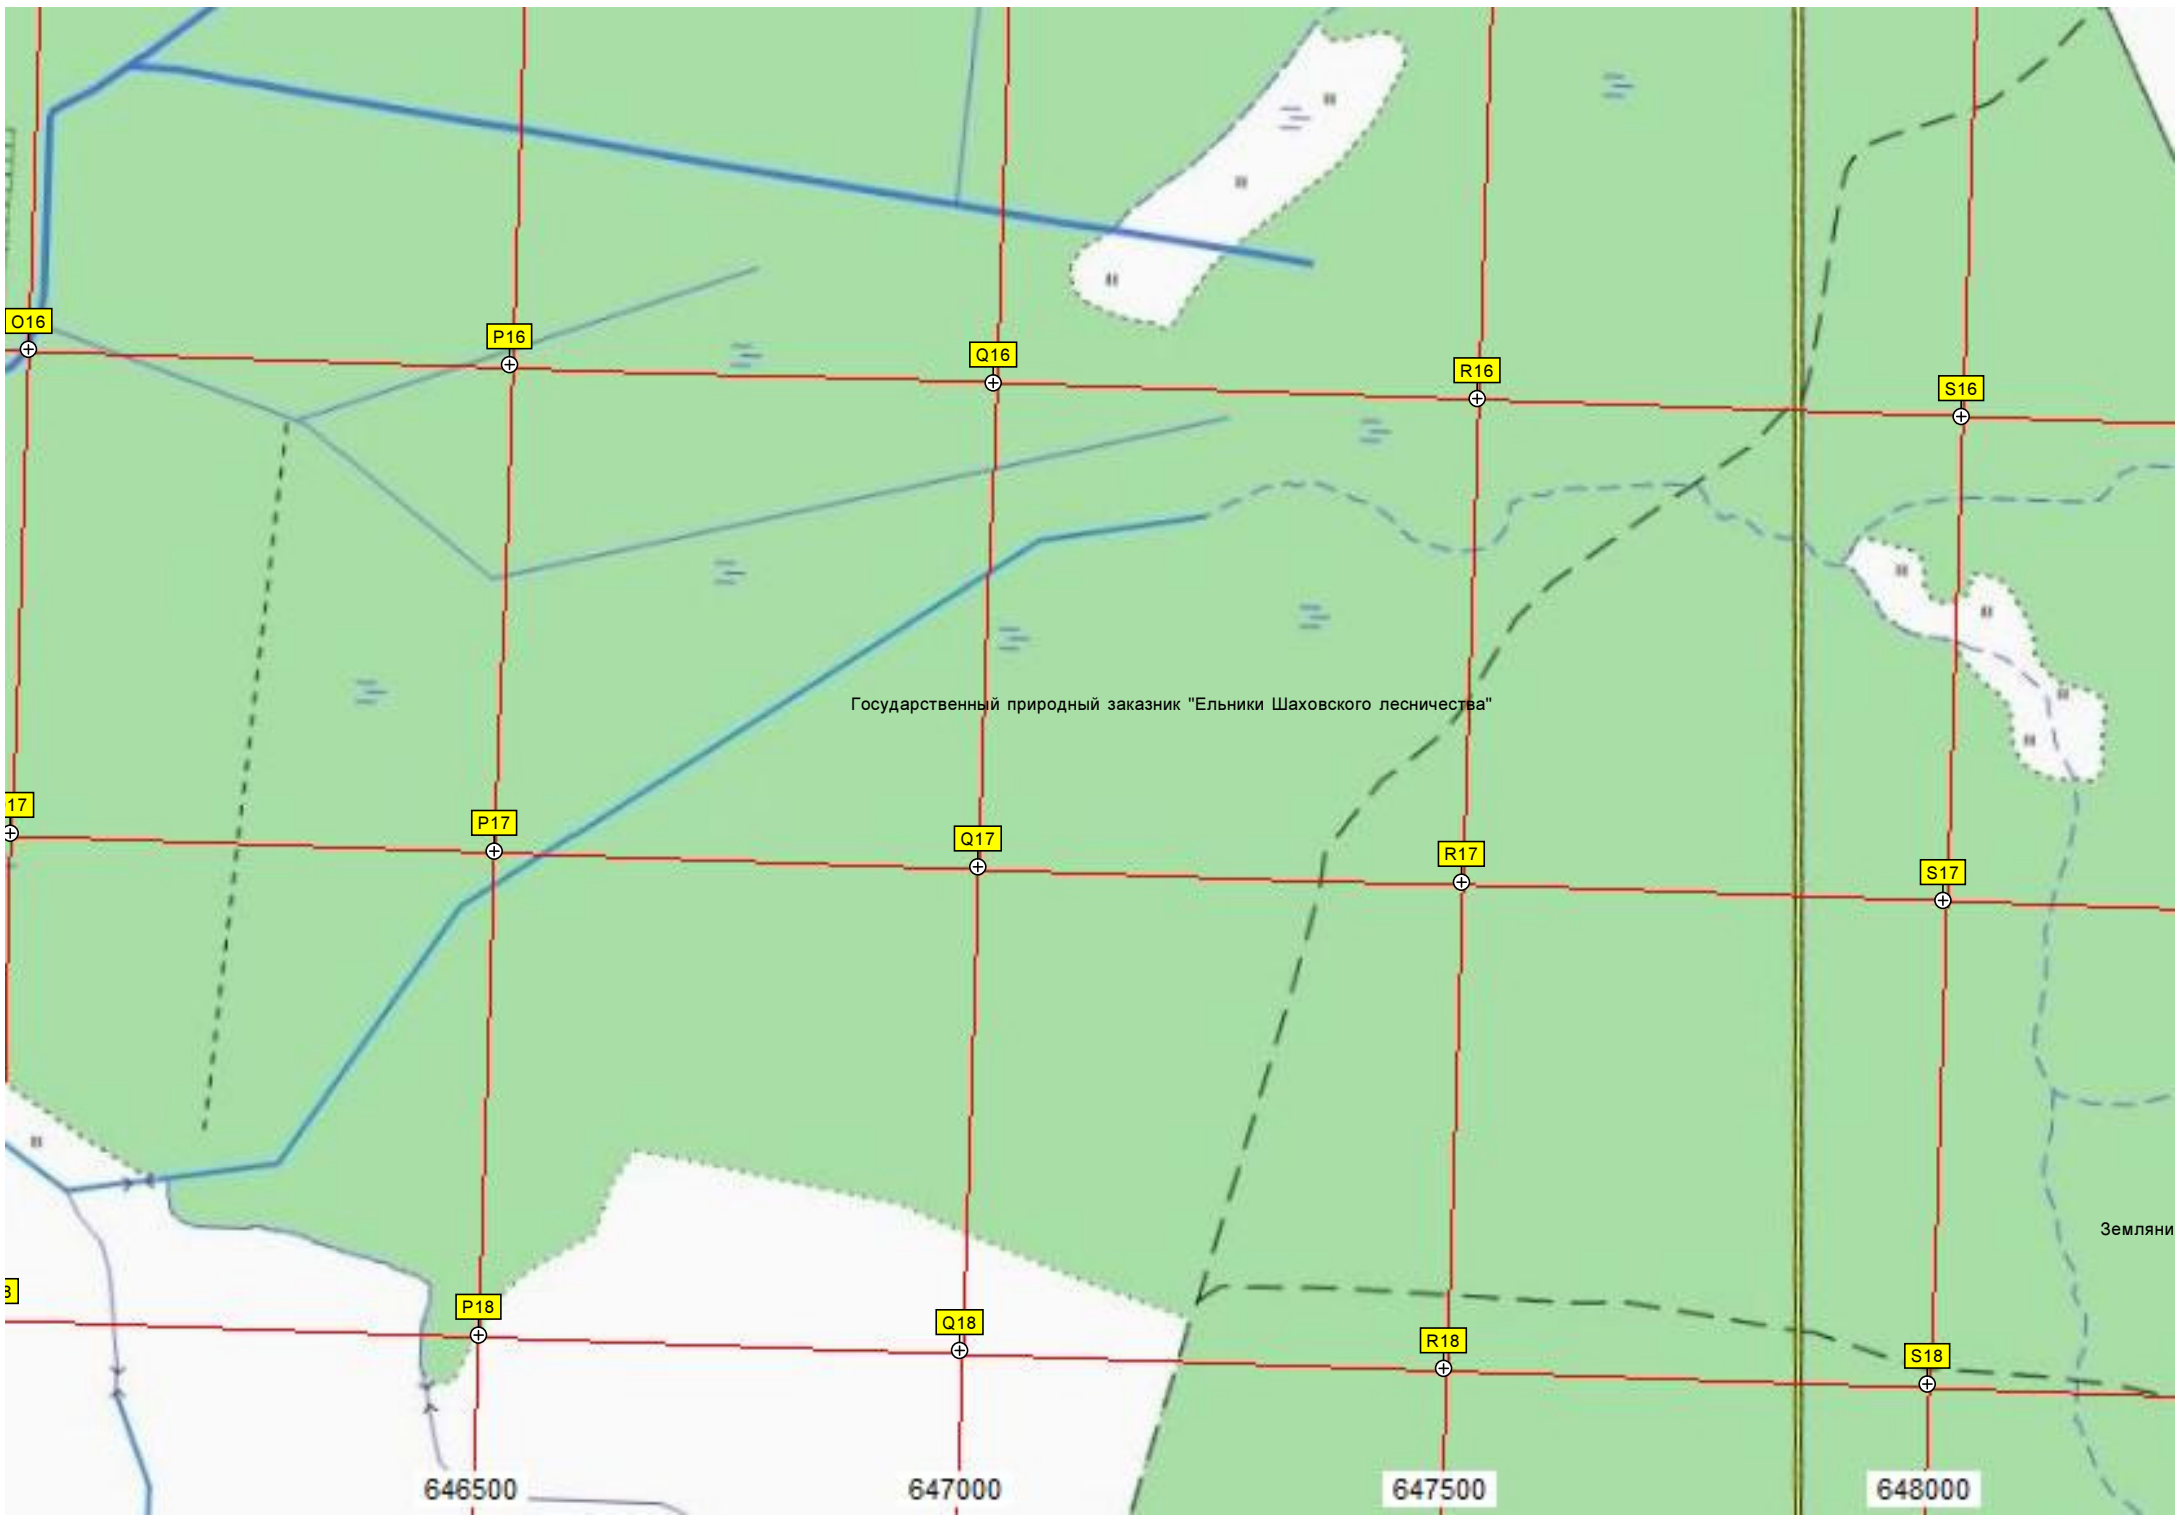 O16
P16
Q16
R16
S16
Государственный природный заказник "Ельники Шаховского лесничества"
17
P17
Q17
R17
S17
Земляни
P18
Q18
R18
S18
646500
647000
647500
648000